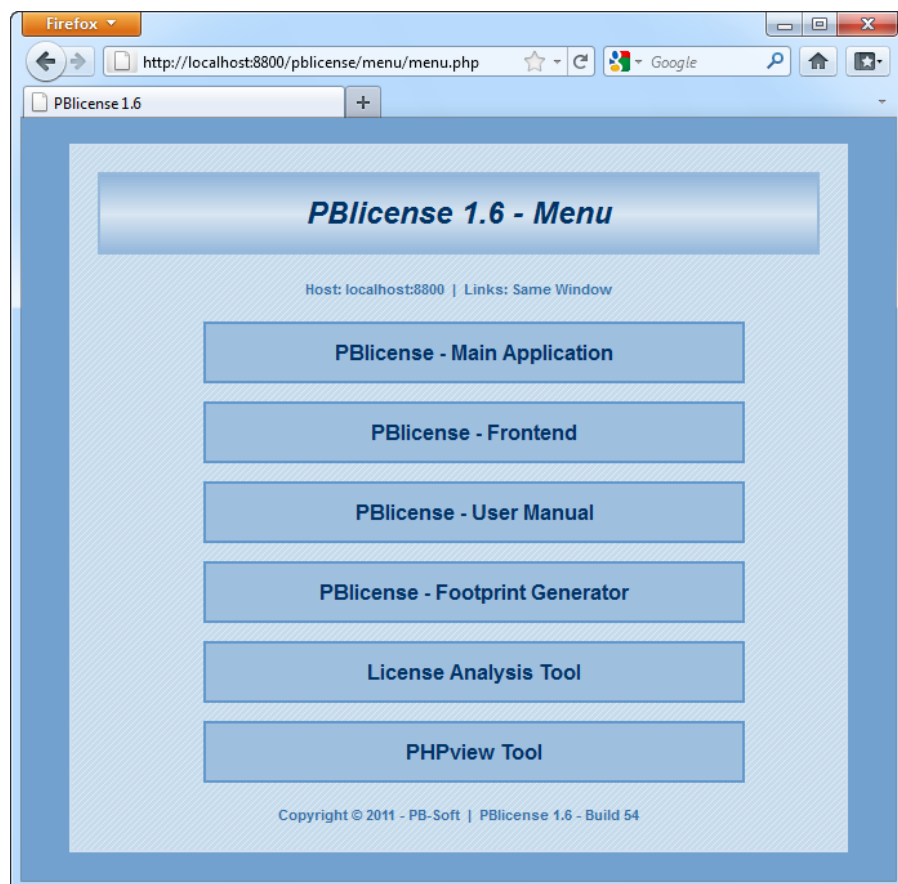 Firefox
http://localhost:8800/pblicense/menu/menu.php
Google
PBlicense 1.6
PBlicense 1.6 - Menu
Host: localhost:8800 | Links: Same Window
PBlicense - Main Application
PBlicense - Frontend
PBlicense - User Manual
PBlicense - Footprint Generator
License Analysis Tool
PHPview Tool
Copyright © 2011 - PB-Soft | PBlicense 1.6 - Build 54